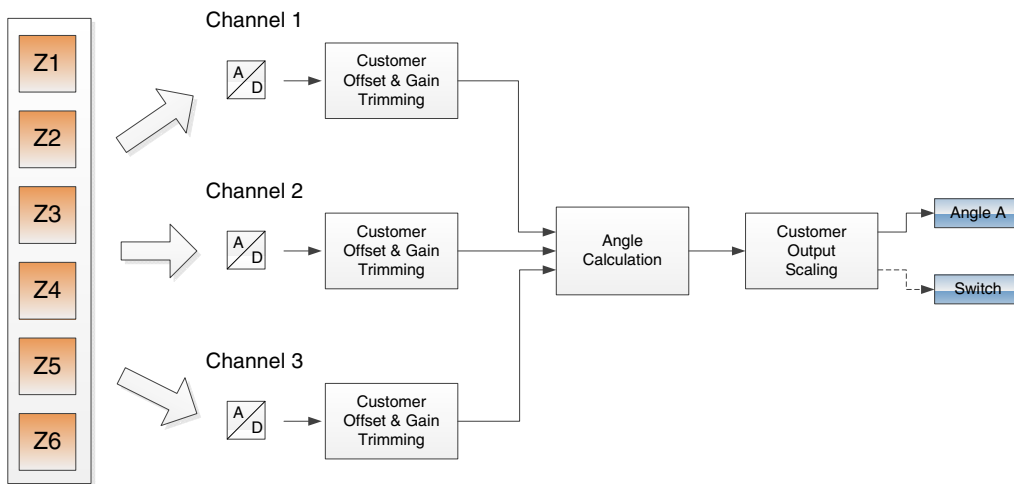 Z1
Z2
Z3
Z4
Z5
Z6
Channel 1
A
D
Customer
Offset & Gain
Trimming
Channel 2
A
D
Customer
Offset & Gain
Trimming
Channel 3
A
D
Customer
Offset & Gain
Trimming
Angle
Calculation
Customer
Output
Scaling
Angle A
Switch